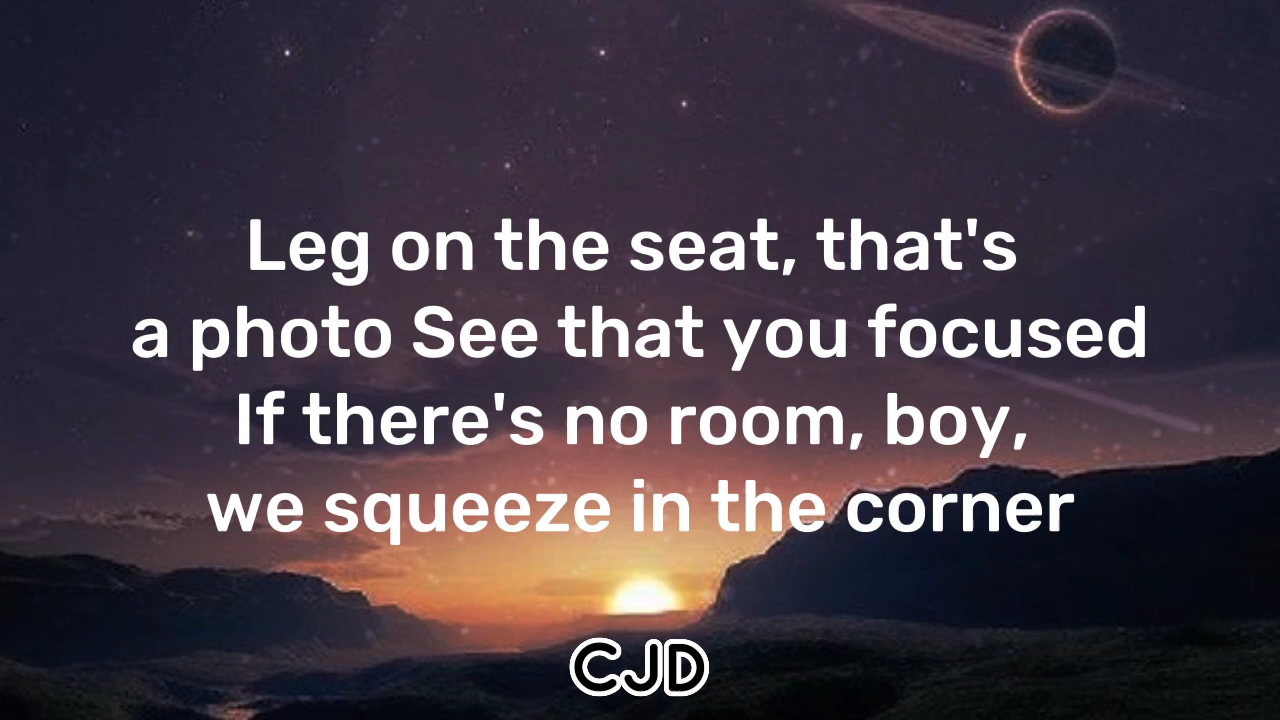 Leg on the seat, that's
a photo See that you focused
If there's no room, boy,
we squeeze in the corner
CJD